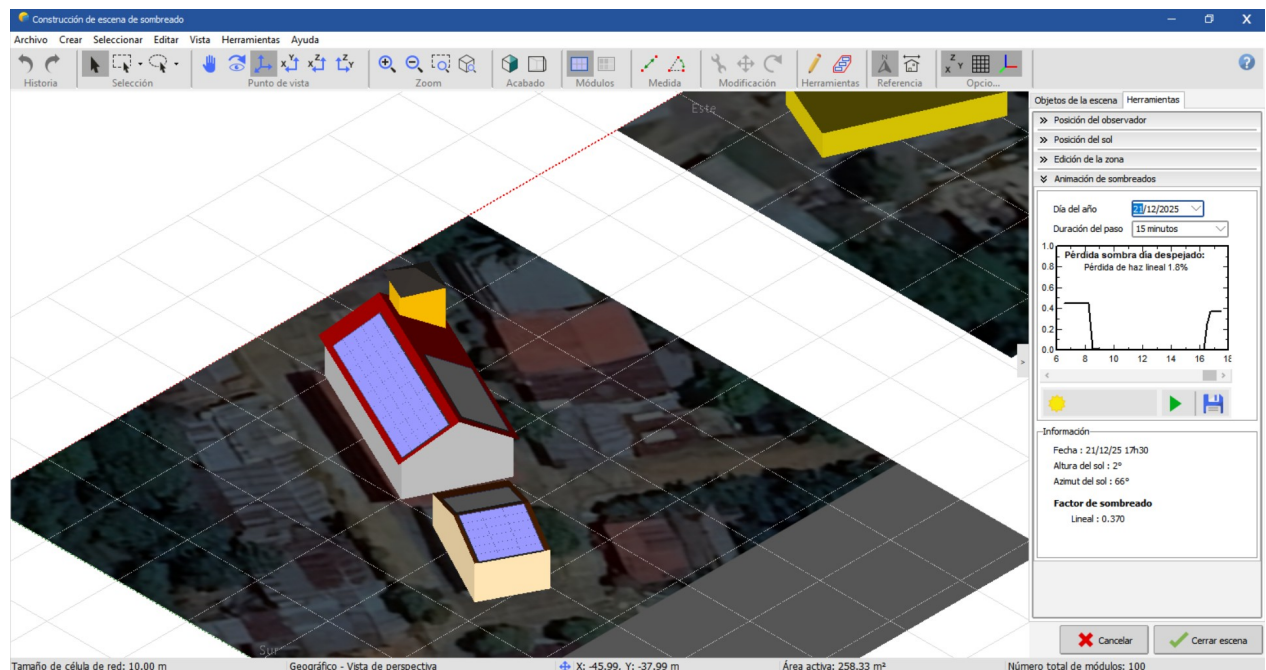 Construcción de escena de sombreado
Archivo Crear Seleccionar Editar Vista Herramientas Ayuda
Historia Selección Punto de vista Zoom Acabado Módulos Medida Modificación Herramientas Referencia Opcio...
Objetos de la escena Herramientas
Posición del observador
Posición del sol
Edición de la zona
Animación de sombreados
Día del año 21/12/2025
Duración del paso 15 minutos
Pérdida sombra día despejado:
Pérdida de haz lineal 1.8%
1.0
0.8
0.6
0.4
0.2
0.0
6 8 10 12 14 16 18
Información
Fecha : 21/12/25 17h30
Altura del sol : 2°
Azimut del sol : 66°
Factor de sombreado
Lineal : 0.370
Cancelar Cerrar escena
Este
Sur
Tamaño de célula de red: 10.00 m Geográfico - Vista de perspectiva X: -45.99, Y: -37.99 m Área activa: 258.33 m² Número total de módulos: 100